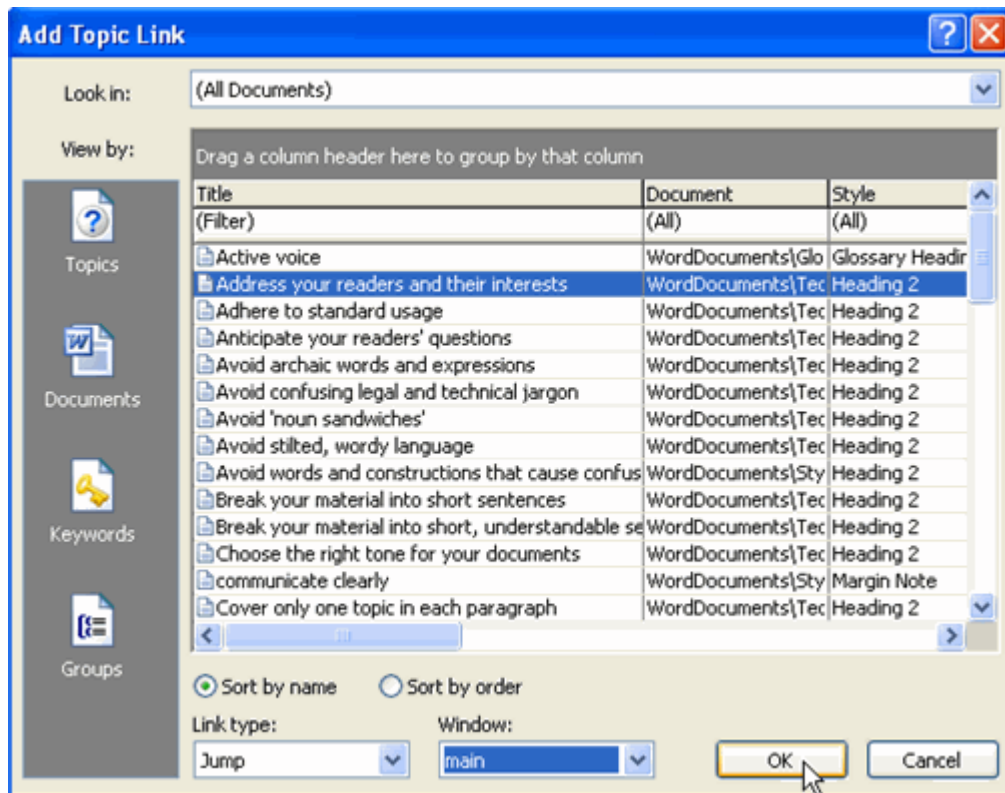 Add Topic Link
Look in: (All Documents)
View by:
Drag a column header here to group by that column
Title Document Style
(Filter) (All) (All)
Active voice WordDocuments\Glo Glossary Headin
Address your readers and their interests WordDocuments\Tec Heading 2
Adhere to standard usage WordDocuments\Tec Heading 2
Anticipate your readers' questions WordDocuments\Tec Heading 2
Avoid archaic words and expressions WordDocuments\Tec Heading 2
Avoid confusing legal and technical jargon WordDocuments\Tec Heading 2
Avoid 'noun sandwiches' WordDocuments\Tec Heading 2
Avoid stilted, wordy language WordDocuments\Tec Heading 2
Avoid words and constructions that cause confus WordDocuments\Sty Heading 2
Break your material into short sentences WordDocuments\Tec Heading 2
Break your material into short, understandable se WordDocuments\Tec Heading 2
Choose the right tone for your documents WordDocuments\Tec Heading 2
communicate clearly WordDocuments\Sty Margin Note
Cover only one topic in each paragraph WordDocuments\Tec Heading 2
Topics
Documents
Keywords
Groups
Sort by name Sort by order
Link type: Window:
Jump main OK Cancel